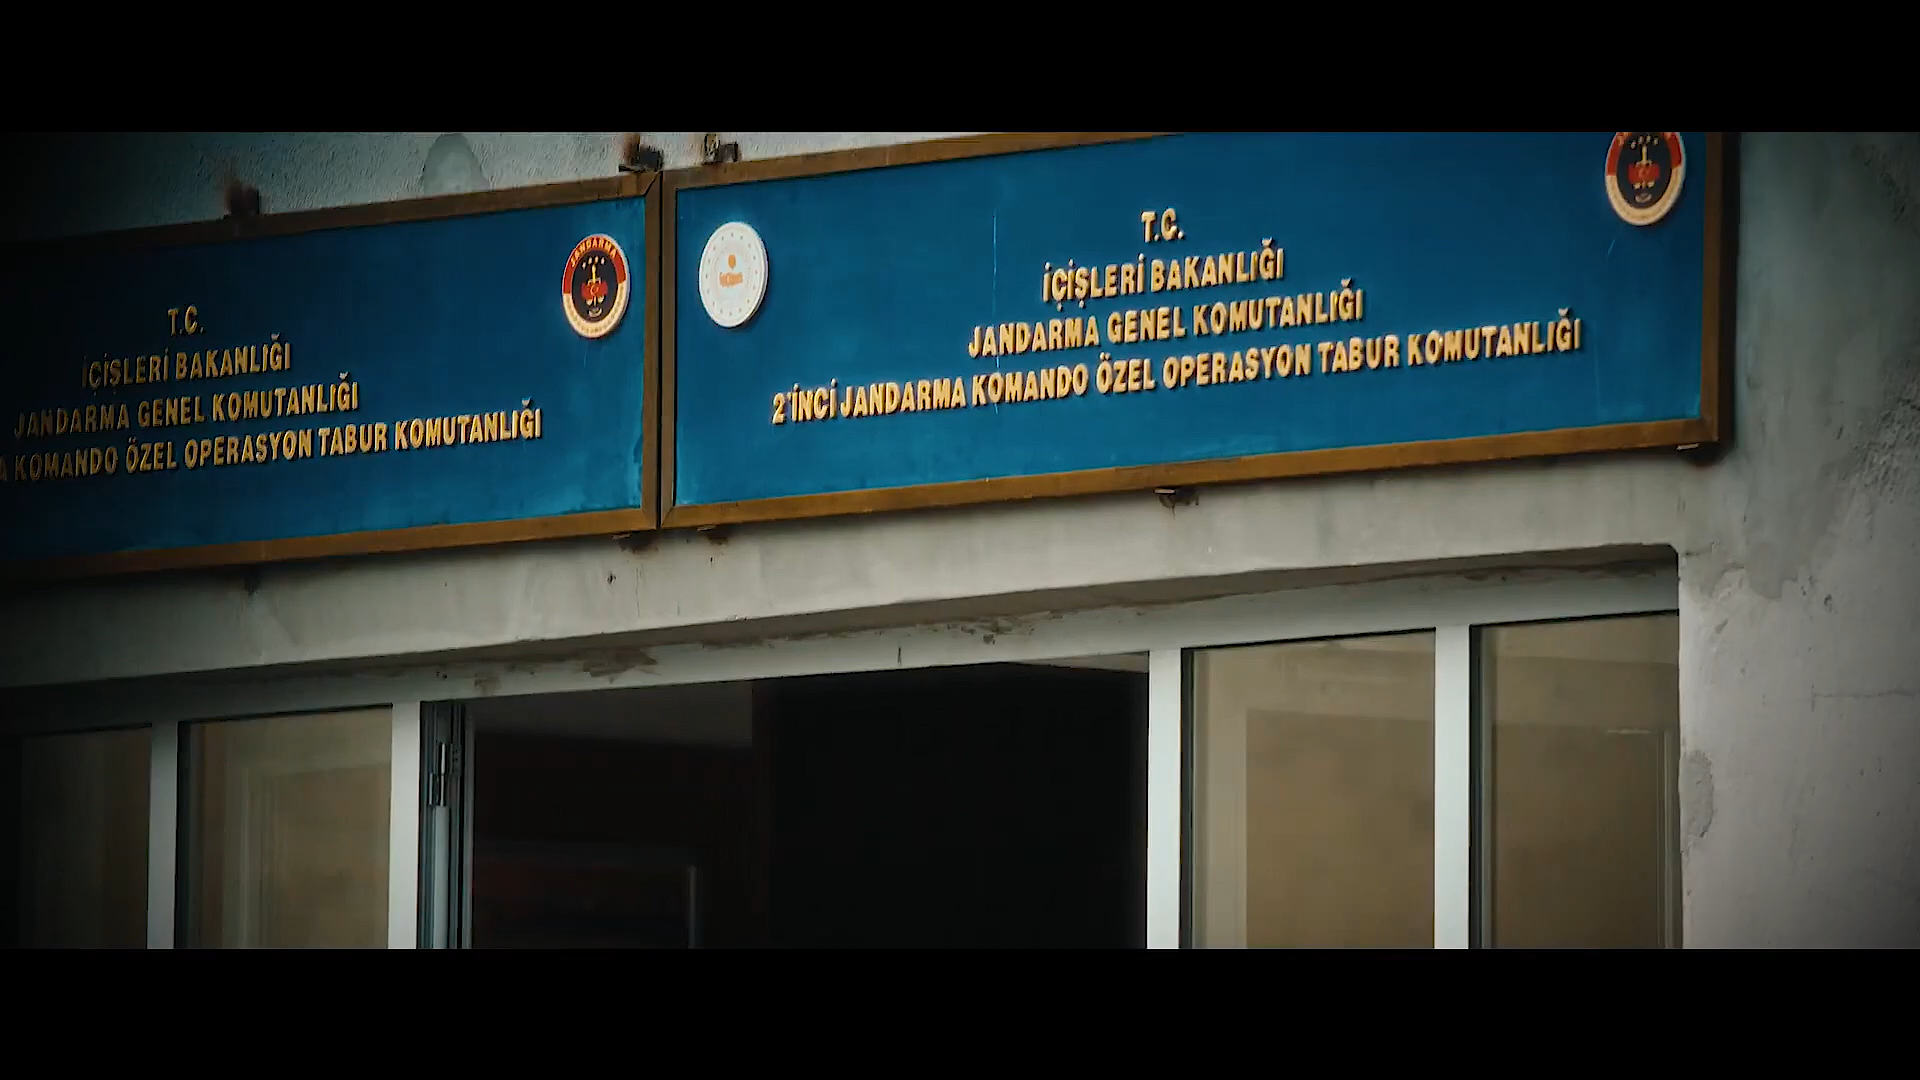 T.C.
İÇİŞLERİ BAKANLIĞI
JANDARMA GENEL KOMUTANLIĞI
KOMANDO ÖZEL OPERASYON TABUR KOMUTANLIĞI
JANDARMA
T.C.
İÇİŞLERİ BAKANLIĞI
JANDARMA GENEL KOMUTANLIĞI
2'İNCİ JANDARMA KOMANDO ÖZEL OPERASYON TABUR KOMUTANLIĞI